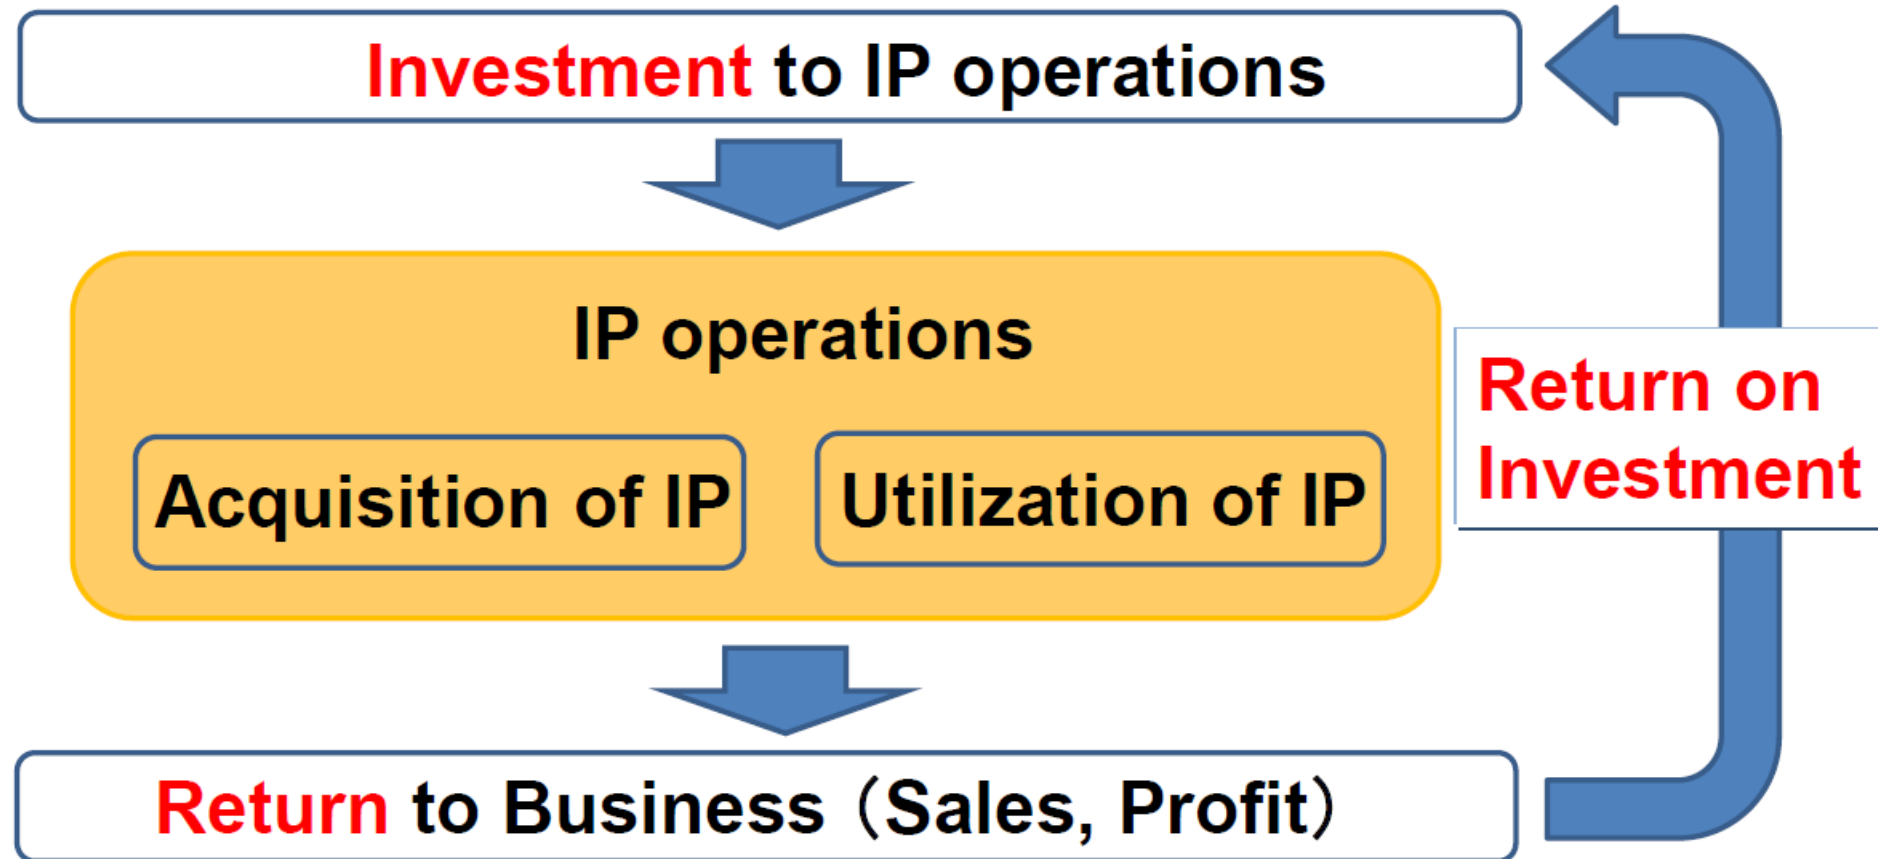 Investment to IP operations
IP operations
Acquisition of IP
Utilization of IP
Return on
Investment
Return to Business（Sales, Profit）